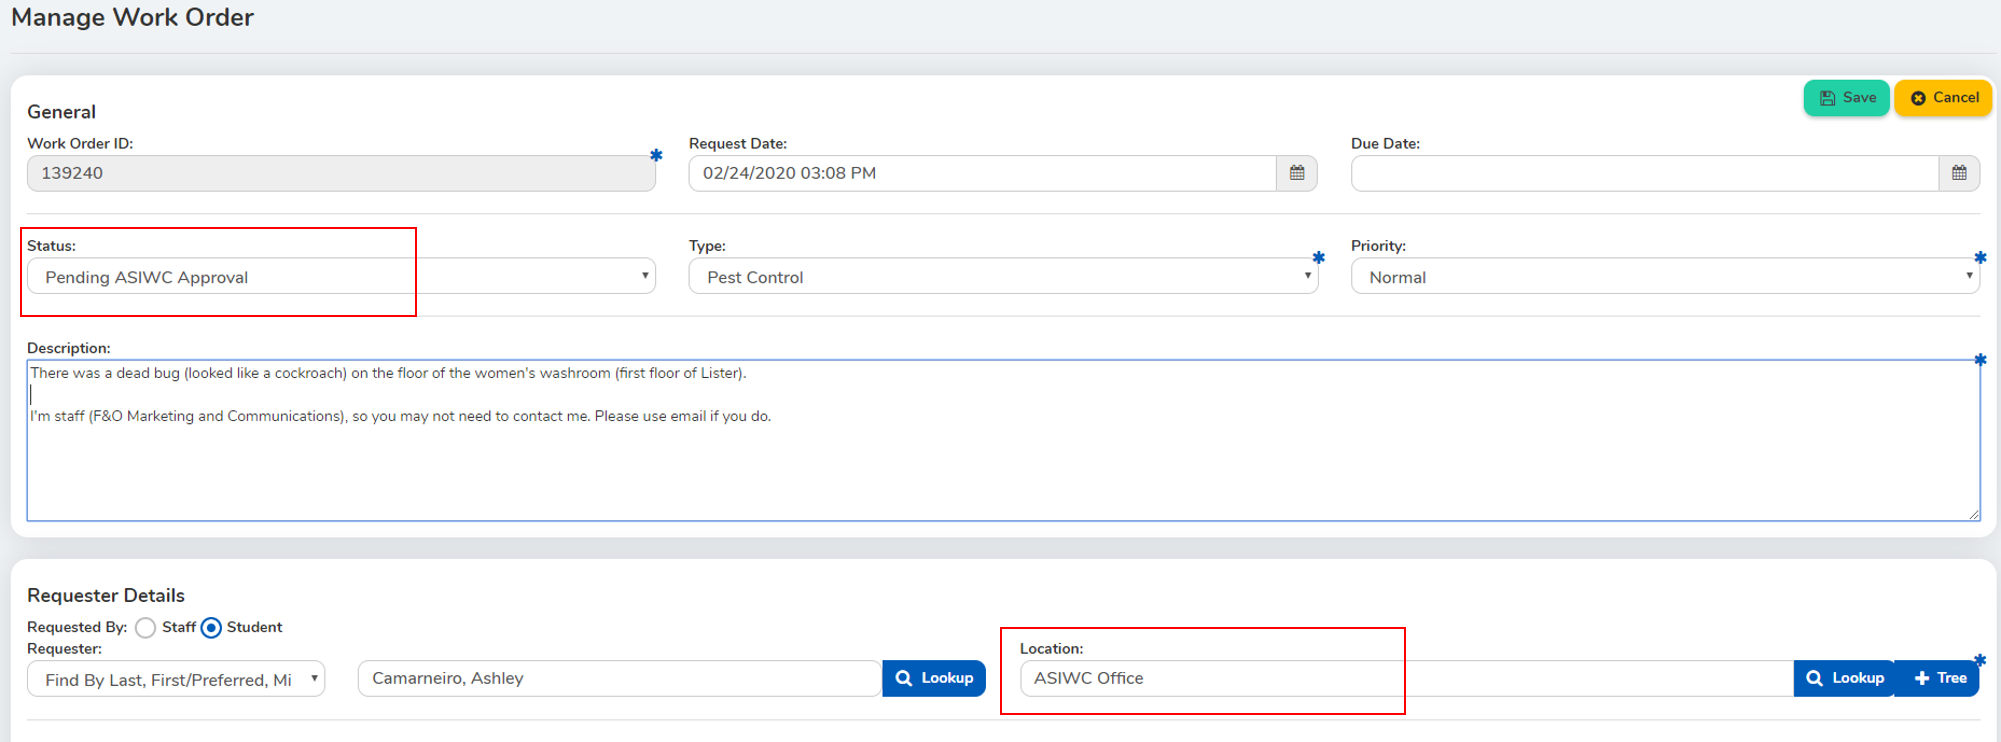 Manage Work Order
Save Cancel
General
Work Order ID: Request Date: Due Date:
139240 02/24/2020 03:08 PM
Status: Type: Priority:
Pending ASIWC Approval Pest Control Normal
Description:
There was a dead bug (looked like a cockroach) on the floor of the women's washroom (first floor of Lister).
I'm staff (F&O Marketing and Communications), so you may not need to contact me. Please use email if you do.
Requester Details
Requested By: Staff Student
Requester: Location:
Find By Last, First/Preferred, Mi Camarneiro, Ashley Lookup ASIWC Office Lookup Tree